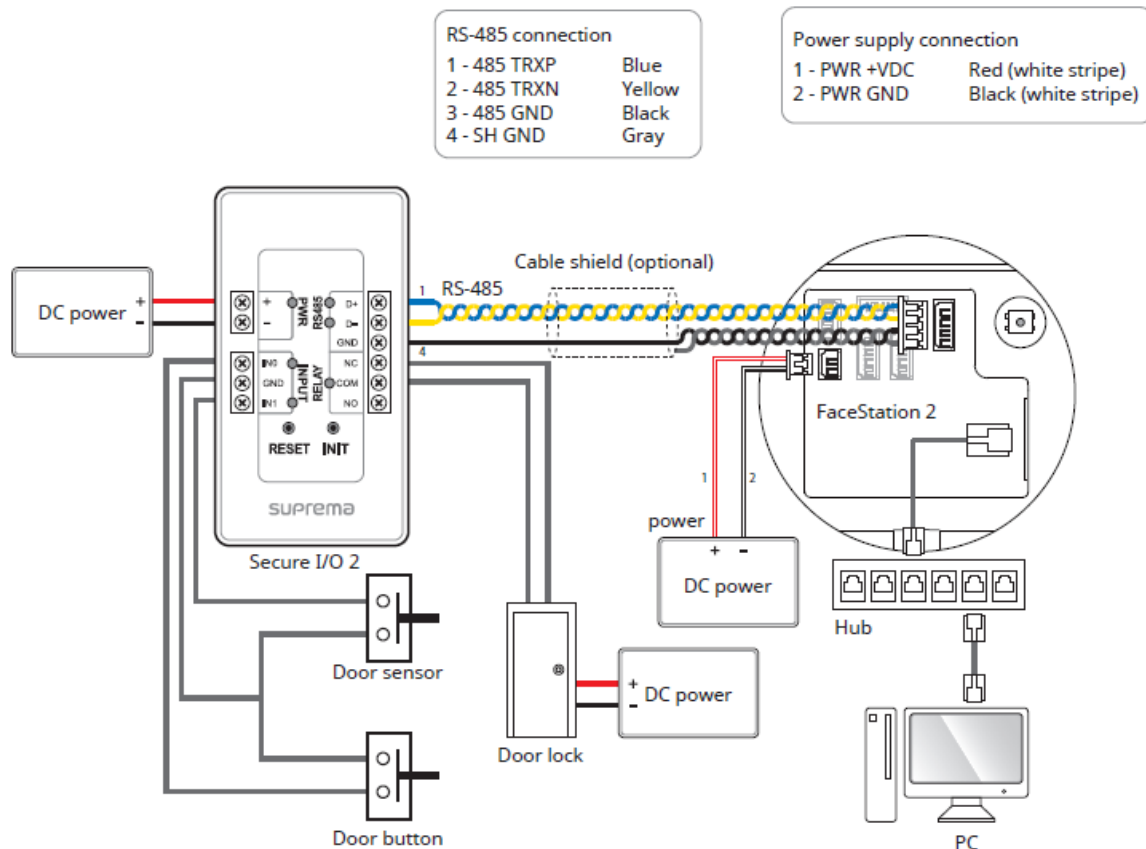 RS-485 connection
1 - 485 TRXP Blue
2 - 485 TRXN Yellow
3 - 485 GND Black
4 - SH GND Gray
Power supply connection
1 - PWR +VDC Red (white stripe)
2 - PWR GND Black (white stripe)
Cable shield (optional)
RS-485
1
4
DC power
+
-
+
-
PWR
RS485
D+
D-
GND
IN0
GND
IN1
INPUT
RELAY
NC
COM
NO
RESET INIT
suprema
Secure I/O 2
FaceStation 2
1
2
power
+ -
DC power
Hub
Door sensor
+
-
DC power
Door lock
Door button
PC